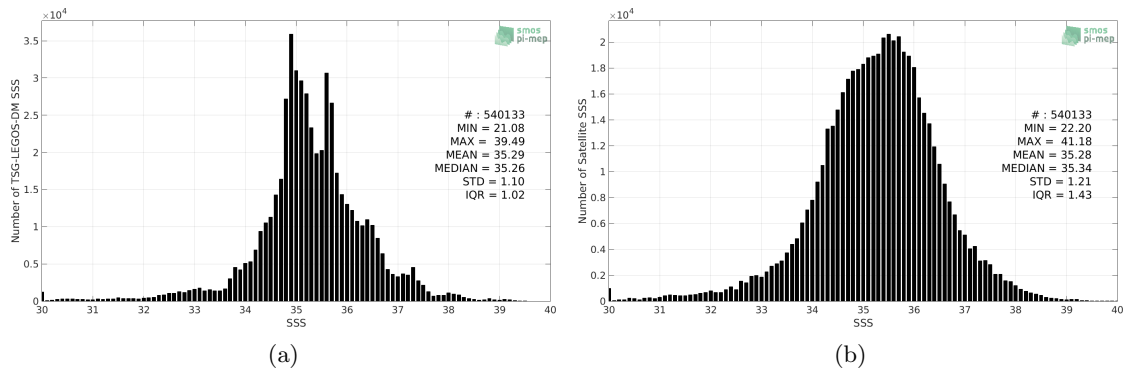 ×10⁴
smos
pi-mep
3.5
3
2.5
2
1.5
1
0.5
0
Number of TSG-LEGOS-DM SSS
# : 540133
MIN = 21.08
MAX = 39.49
MEAN = 35.29
MEDIAN = 35.26
STD = 1.10
IQR = 1.02
30 31 32 33 34 35 36 37 38 39 40
SSS
(a)
×10⁴
smos
pi-mep
2
1.8
1.6
1.4
1.2
1
0.8
0.6
0.4
0.2
0
Number of Satellite SSS
# : 540133
MIN = 22.20
MAX = 41.18
MEAN = 35.28
MEDIAN = 35.34
STD = 1.21
IQR = 1.43
30 31 32 33 34 35 36 37 38 39 40
SSS
(b)